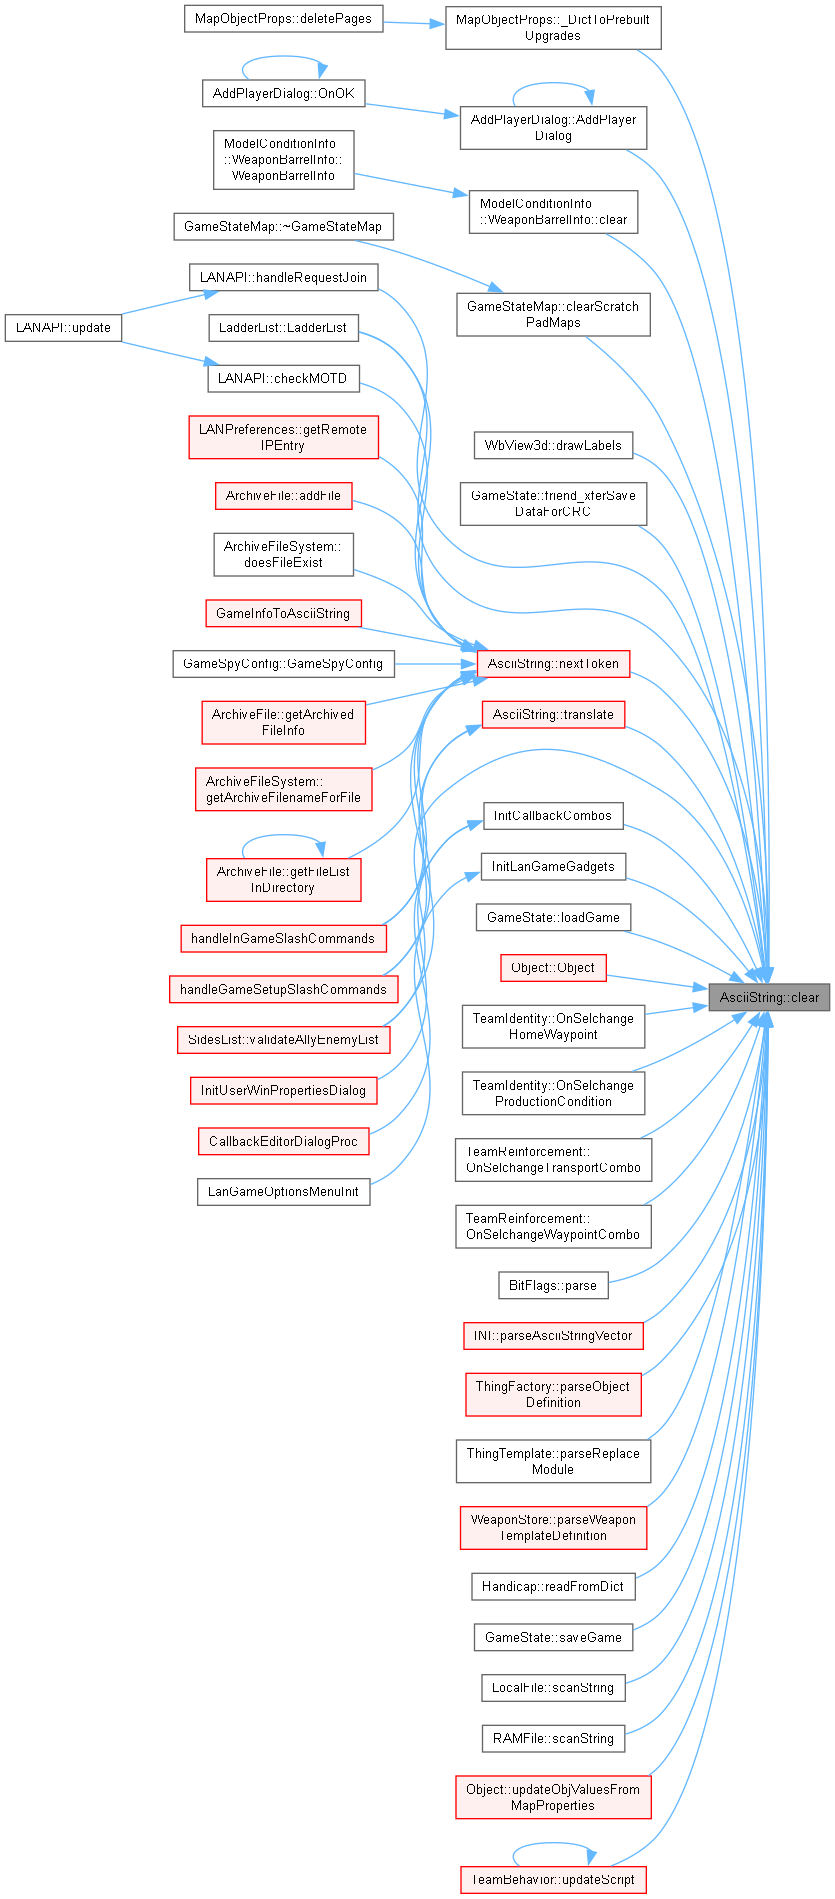 MapObjectProps::deletePages
MapObjectProps::_DictToPrebuilt
Upgrades
AddPlayerDialog::OnOK
AddPlayerDialog::AddPlayer
Dialog
ModelConditionInfo
::WeaponBarrelInfo::
WeaponBarrelInfo
ModelConditionInfo
::WeaponBarrelInfo::clear
GameStateMap::~GameStateMap
LANAPI::handleRequestJoin
GameStateMap::clearScratch
PadMaps
LANAPI::update
LadderList::LadderList
LANAPI::checkMOTD
LANPreferences::getRemote
IPEntry
WbView3d::drawLabels
ArchiveFile::addFile
GameState::friend_xferSave
DataForCRC
ArchiveFileSystem::
doesFileExist
GameInfoToAsciiString
GameSpyConfig::GameSpyConfig
AsciiString::nextToken
ArchiveFile::getArchived
FileInfo
AsciiString::translate
ArchiveFileSystem::
getArchiveFilenameForFile
InitCallbackCombos
ArchiveFile::getFileList
InDirectory
InitLanGameGadgets
GameState::loadGame
handleInGameSlashCommands
Object::Object
handleGameSetupSlashCommands
AsciiString::clear
TeamIdentity::OnSelchange
HomeWaypoint
SidesList::validateAllyEnemyList
TeamIdentity::OnSelchange
ProductionCondition
InitUserWinPropertiesDialog
CallbackEditorDialogProc
TeamReinforcement::
OnSelchangeTransportCombo
LanGameOptionsMenuInit
TeamReinforcement::
OnSelchangeWaypointCombo
BitFlags::parse
INI::parseAsciiStringVector
ThingFactory::parseObject
Definition
ThingTemplate::parseReplace
Module
WeaponStore::parseWeapon
TemplateDefinition
Handicap::readFromDict
GameState::saveGame
LocalFile::scanString
RAMFile::scanString
Object::updateObjValuesFrom
MapProperties
TeamBehavior::updateScript